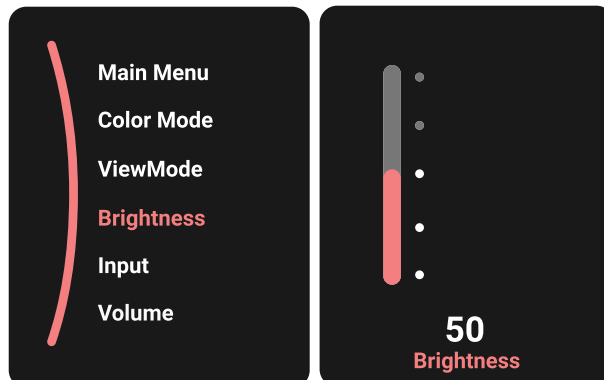 Main Menu
Color Mode
ViewMode
Brightness
Input
Volume
50
Brightness